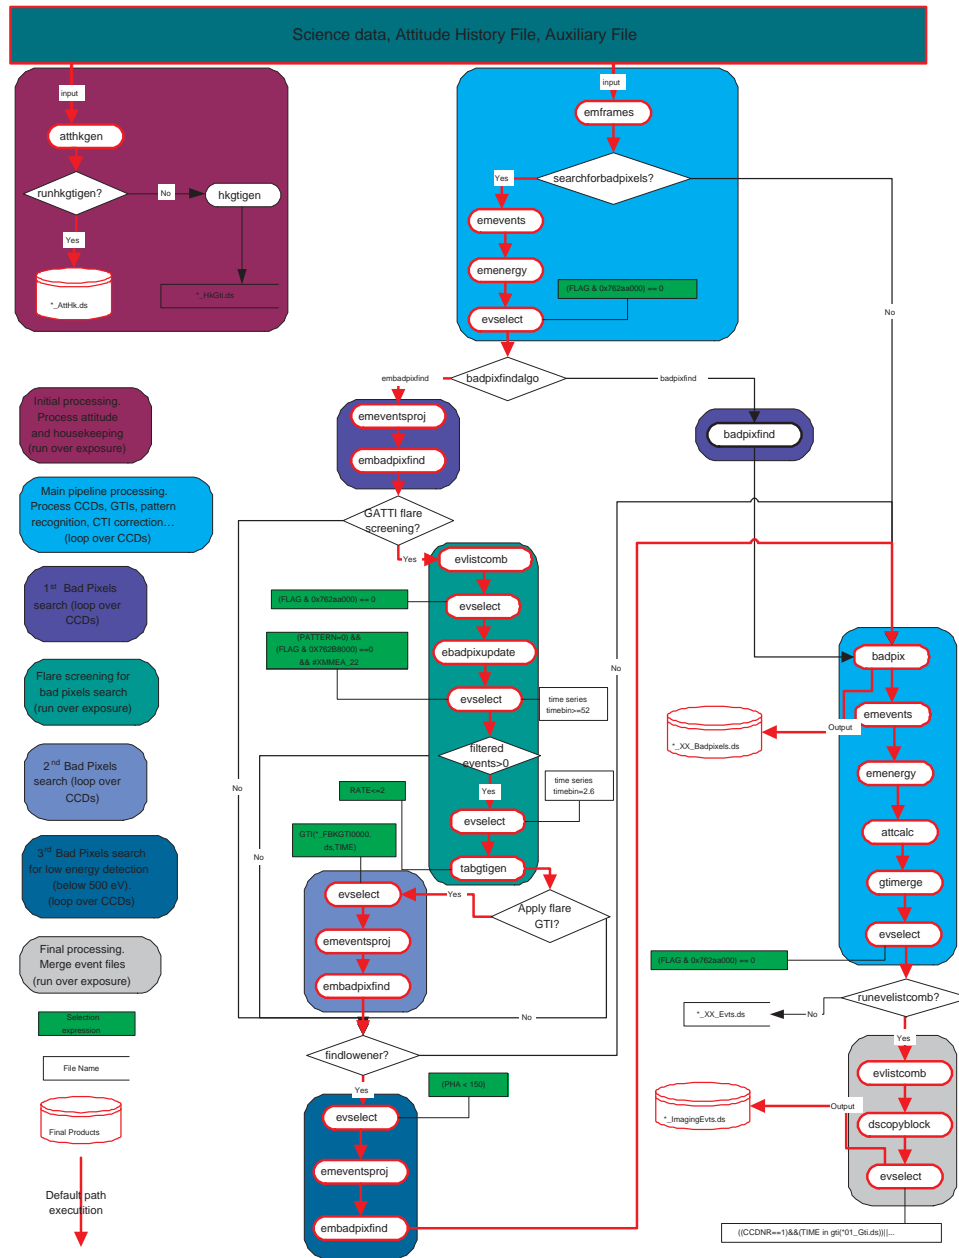 Science data, Attitude History File, Auxiliary File
input
atthkgen
runhkgtigen?
No
hkgtigen
Yes
*_AttHk.ds
*_HkGti.ds
input
emframes
searchforbadpixels?
Yes
emevents
emenergy
(FLAG & 0x762aa000) == 0
evselect
No
embadpixfind
badpixfindalgo
badpixfind
Initial processing.
Process attitude
and housekeeping
(run over exposure)
emeventsproj
embadpixfind
badpixfind
Main pipeline processing.
Process CCDs, GTIs, pattern
recognition, CTI correction...
(loop over CCDs)
GATTI flare
screening?
Yes
evlistcomb
1st Bad Pixels
search (loop over
CCDs)
(FLAG & 0x762aa000) == 0
evselect
(PATTERN=0) &&
(FLAG & 0X762B8000) ==0
&& #XMMEA_22
ebadpixupdate
No
badpix
Flare screening for
bad pixels search
(run over exposure)
evselect
time series
timebin>=52
Output
emevents
*_XX_Badpixels.ds
filtered
events>0
2nd Bad Pixels
search (loop over
CCDs)
No
RATE<=2
Yes
time series
timebin=2.6
emenergy
evselect
attcalc
GTI(*_FBKGTI0000.
ds,TIME)
No
3rd Bad Pixels search
for low energy detection
(below 500 eV).
(loop over CCDs)
tabgtigen
gtimerge
evselect
Yes
Apply flare
GTI?
evselect
emeventsproj
Final processing.
Merge event files
(run over exposure)
(FLAG & 0x762aa000) == 0
embadpixfind
runevelistcomb?
Selection
expression
No
*_XX_Evts.ds
No
Yes
File Name
findlowener?
evlistcomb
Yes
(PHA < 150)
Final Products
evselect
*_ImagingEvts.ds
Output
dscopyblock
emeventsproj
evselect
Default path
executition
embadpixfind
((CCDNR==1)&&(TIME in gti(*01_Gti.ds))||...